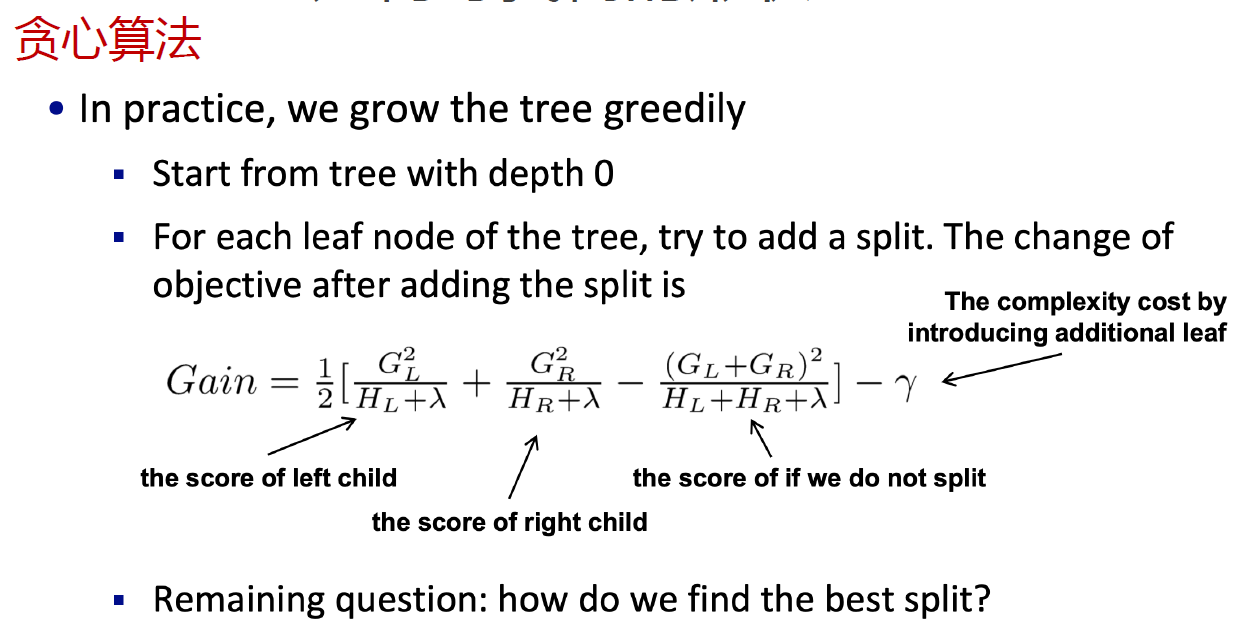 贪心算法
• In practice, we grow the tree greedily
▪ Start from tree with depth 0
▪ For each leaf node of the tree, try to add a split. The change of
objective after adding the split is
The complexity cost by
introducing additional leaf
Gain = \frac{1}{2}[\frac{G_L^2}{H_L+λ} + \frac{G_R^2}{H_R+λ} − \frac{(G_L+G_R)^2}{H_L+H_R+λ}] − γ
the score of left child
the score of if we do not split
the score of right child
▪ Remaining question: how do we find the best split?